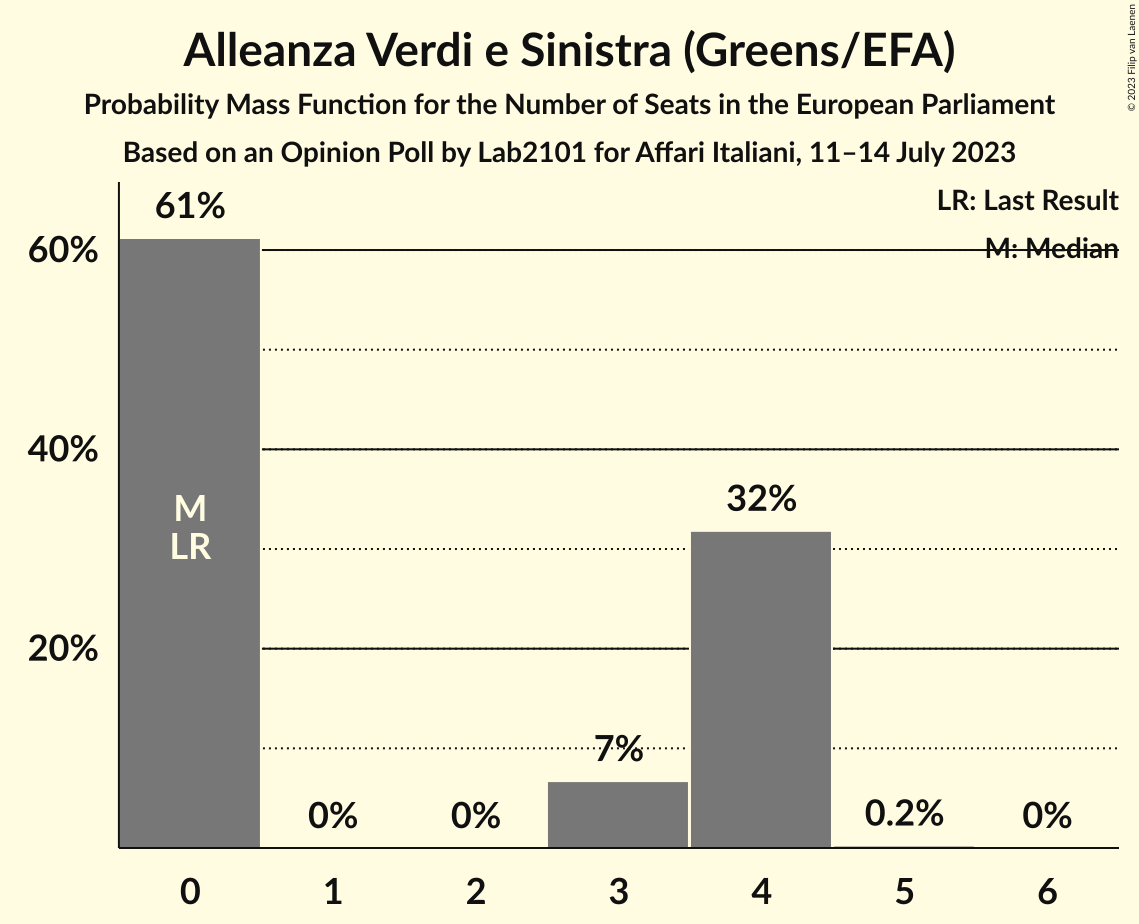 Alleanza Verdi e Sinistra (Greens/EFA)
Probability Mass Function for the Number of Seats in the European Parliament
Based on an Opinion Poll by Lab2101 for Affari Italiani, 11–14 July 2023
© 2023 Filip van Laenen
LR: Last Result
M: Median
60%
40%
20%
61%
M
LR
0%
0%
7%
32%
0.2%
0%
0 1 2 3 4 5 6